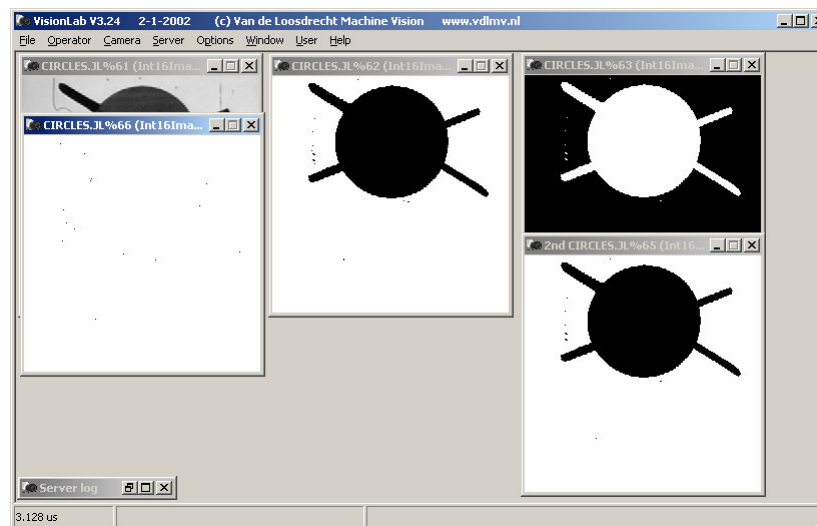 VisionLab V3.24 2-1-2002 (c) Van de Loosdrecht Machine Vision www.vdlmv.nl
File Operator Camera Server Options Window User Help
CIRCLES.JL%61 (Int16Ima...
CIRCLES.JL%62 (Int16Ima...
CIRCLES.JL%63 (Int16Ima...
CIRCLES.JL%66 (Int16Ima...
2nd CIRCLES.JL%65 (Int16...
Server log
3.128 us